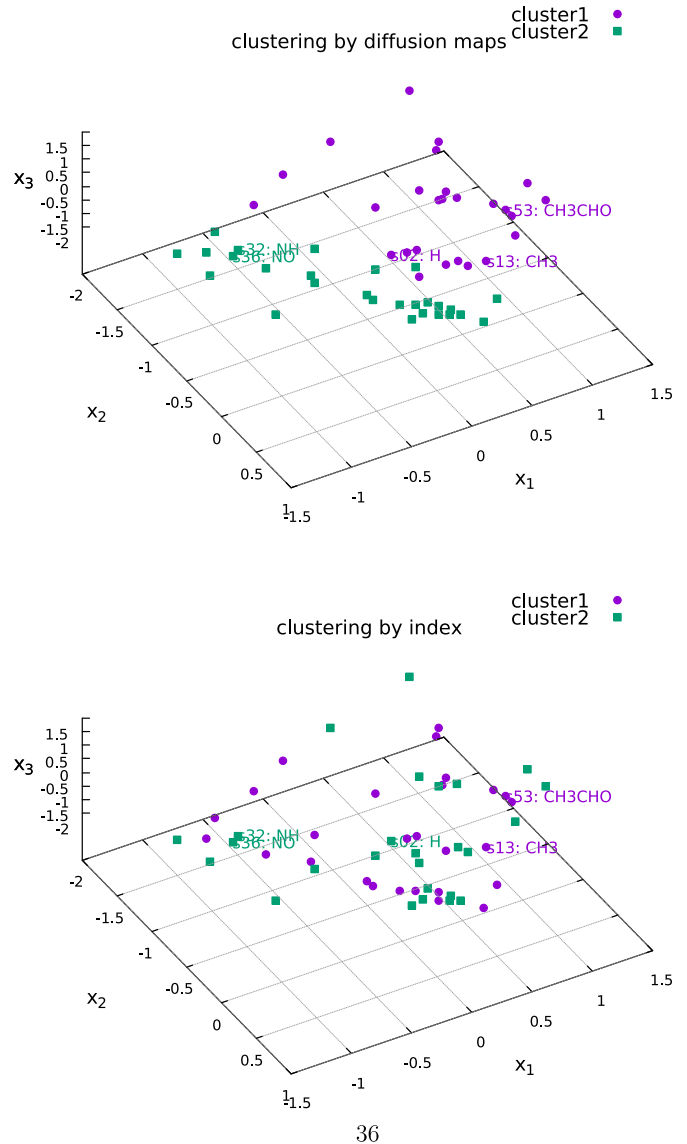 cluster1
cluster2
clustering by diffusion maps
1.5
1
0.5
0
-0.5
-1
-1.5
-2
x3
s53: CH3CHO
s32: NH
s36: NO
s02: H
s13: CH3
-2
-1.5
-1
-0.5
0
0.5
1
x2
-1.5
-1
-0.5
0
0.5
1
1.5
x1
cluster1
cluster2
clustering by index
1.5
1
0.5
0
-0.5
-1
-1.5
-2
x3
s53: CH3CHO
s32: NH
s36: NO
s02: H
s13: CH3
-2
-1.5
-1
-0.5
0
0.5
1
x2
-1.5
-1
-0.5
0
0.5
1
1.5
x1
36